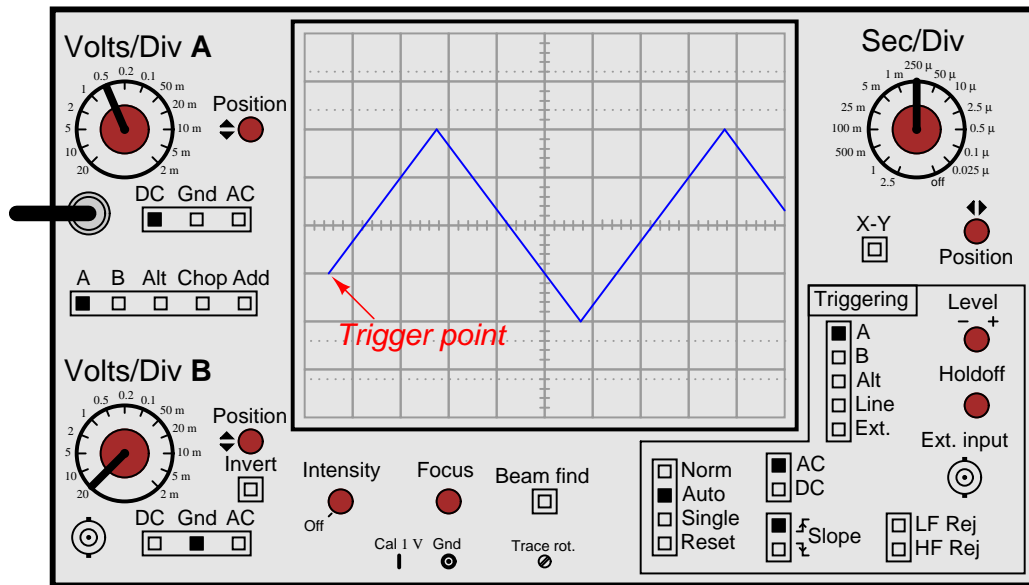 Volts/Div A
0.5 0.2 0.1
1 50 m
2 20 m
5 10 m
10 5 m
20 2 m
Position
DC Gnd AC
A B Alt Chop Add
Volts/Div B
0.5 0.2 0.1
1 50 m
2 20 m
5 10 m
10 5 m
20 2 m
Position
Invert
DC Gnd AC
Trigger point
Intensity
Off
Focus
Beam find
Cal 1 V Gnd
Trace rot.
Sec/Div
250 µ
1 m 50 µ
5 m 10 µ
25 m 2.5 µ
100 m 0.5 µ
500 m 0.1 µ
1 0.025 µ
2.5 off
X-Y
Position
Triggering
A
B
Alt
Line
Ext.
Level
− +
Holdoff
Ext. input
Norm
Auto
Single
Reset
AC
DC
Slope
LF Rej
HF Rej